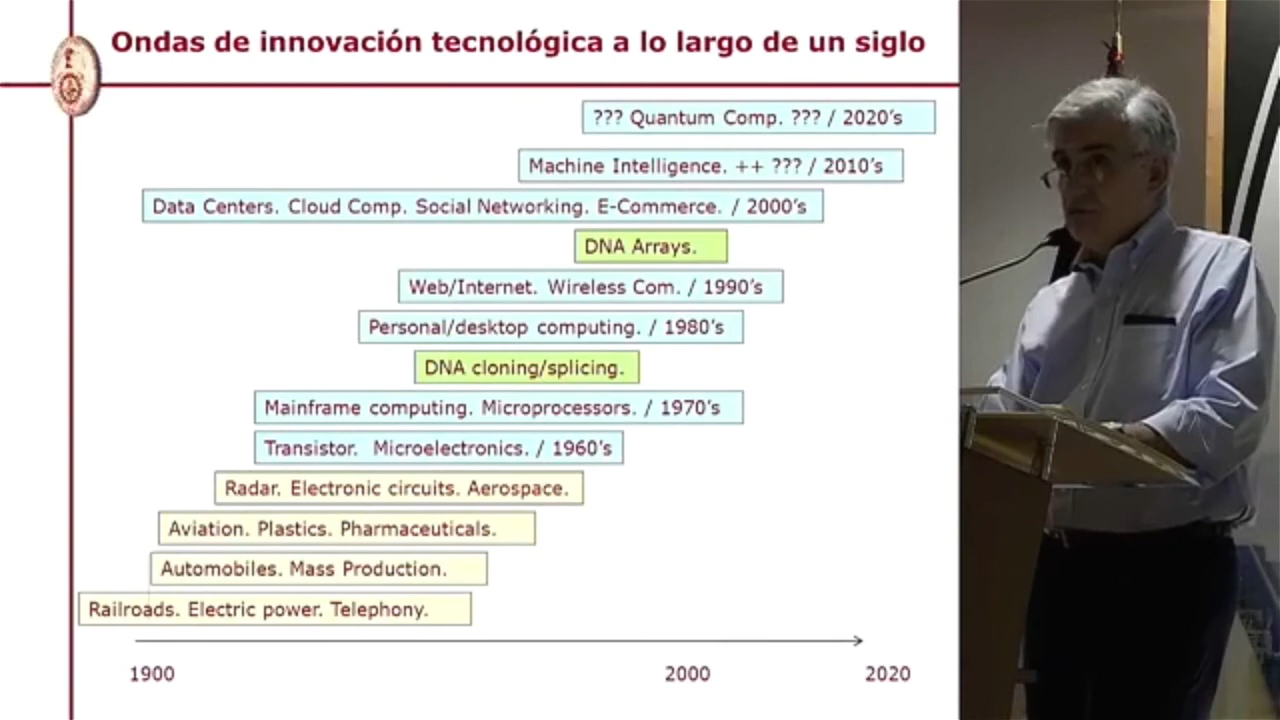 Ondas de innovación tecnológica a lo largo de un siglo
??? Quantum Comp. ??? / 2020's
Machine Intelligence. ++ ??? / 2010's
Data Centers. Cloud Comp. Social Networking. E-Commerce. / 2000's
DNA Arrays.
Web/Internet. Wireless Com. / 1990's
Personal/desktop computing. / 1980's
DNA cloning/splicing.
Mainframe computing. Microprocessors. / 1970's
Transistor. Microelectronics. / 1960's
Radar. Electronic circuits. Aerospace.
Aviation. Plastics. Pharmaceuticals.
Automobiles. Mass Production.
Railroads. Electric power. Telephony.
1900 2000 2020